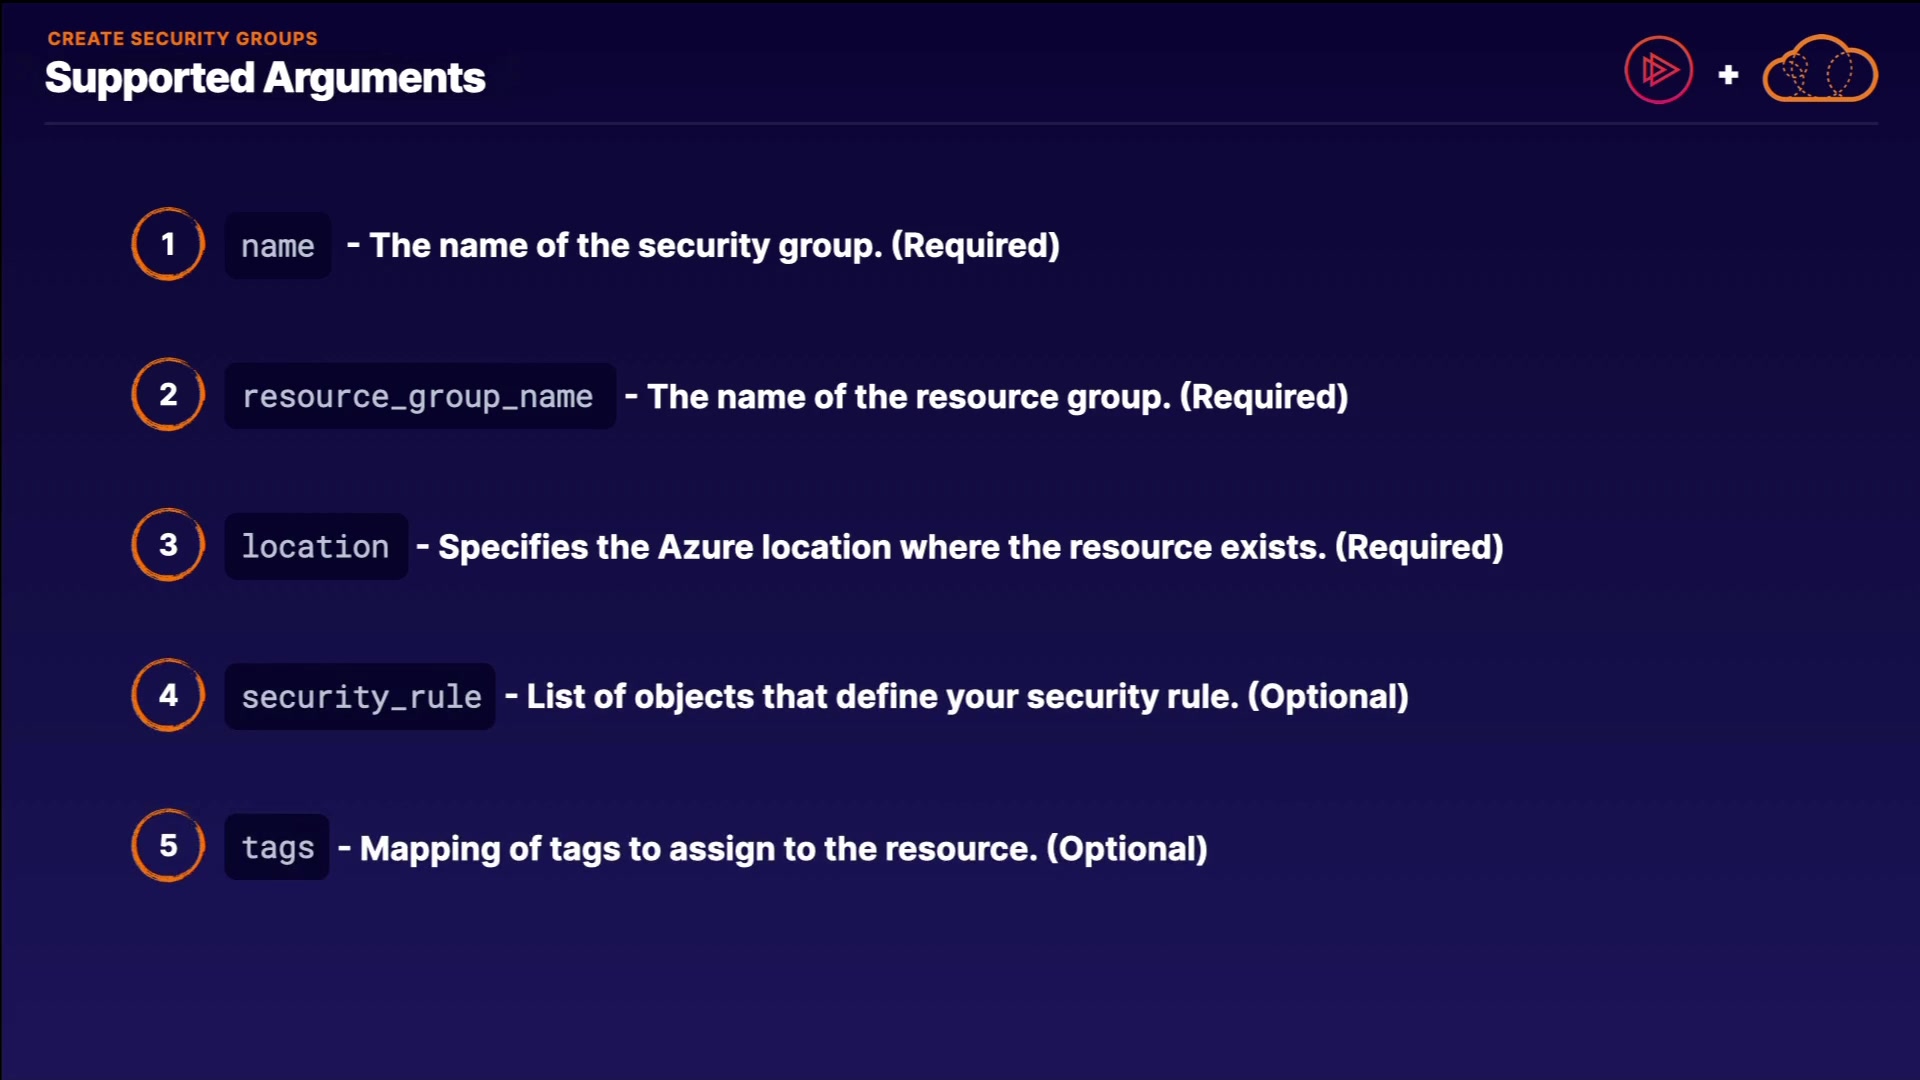 CREATE SECURITY GROUPS
Supported Arguments
+
1 name - The name of the security group. (Required)
2 resource_group_name - The name of the resource group. (Required)
3 location - Specifies the Azure location where the resource exists. (Required)
4 security_rule - List of objects that define your security rule. (Optional)
5 tags - Mapping of tags to assign to the resource. (Optional)